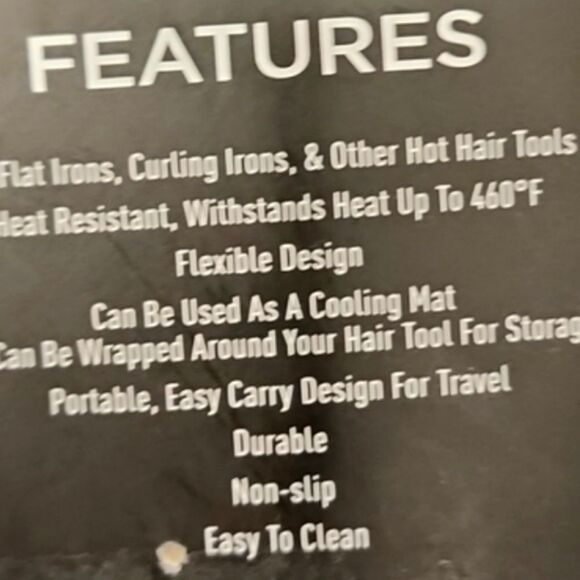 FEATURES
Flat Irons, Curling Irons, & Other Hot Hair Tools
Heat Resistant, Withstands Heat Up To 460°F
Flexible Design
Can Be Used As A Cooling Mat
Can Be Wrapped Around Your Hair Tool For Storag
Portable, Easy Carry Design For Travel
Durable
Non-slip
Easy To Clean